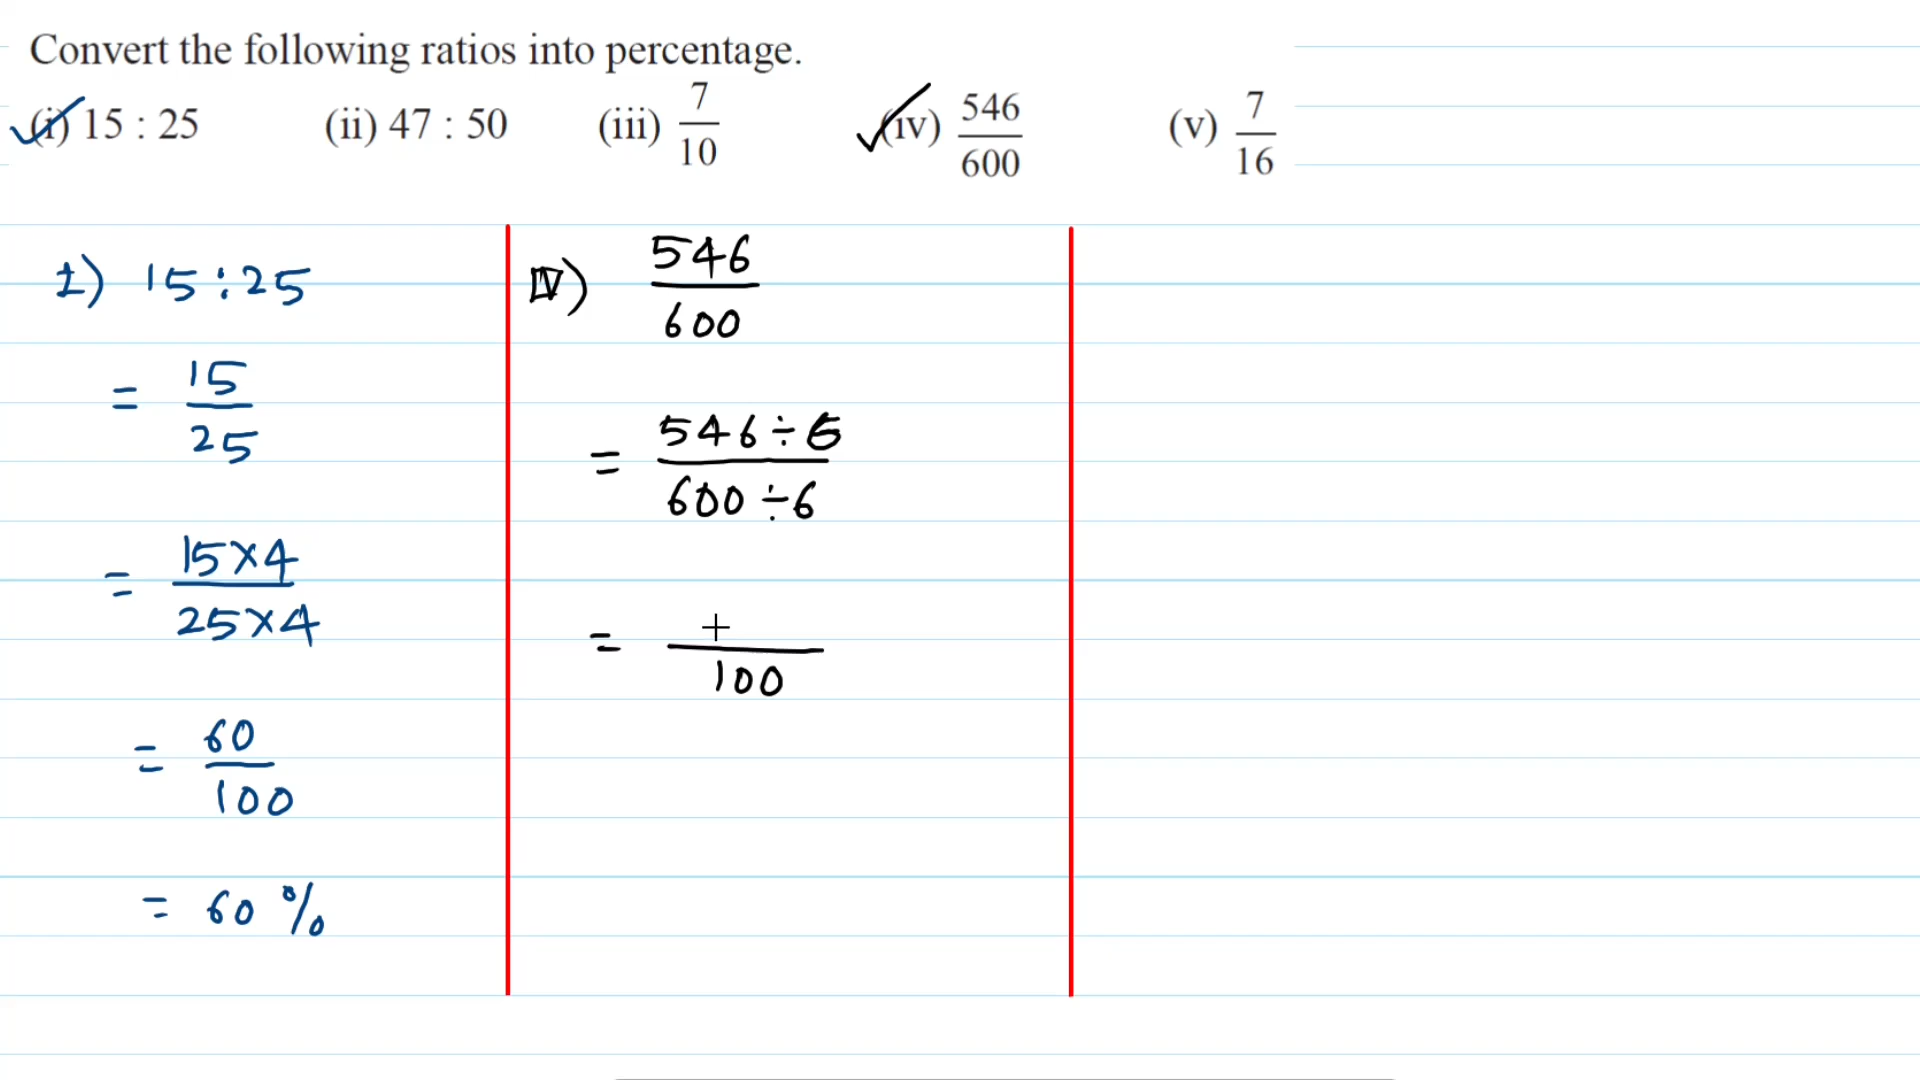 Convert the following ratios into percentage.
(i) 15 : 25 (ii) 47 : 50 (iii) 7/10 (iv) 546/600 (v) 7/16
I) 15:25
= 15/25
= 15×4/25×4
= 60/100
= 60 %
IV) 546/600
= 546÷6/600÷6
= /100